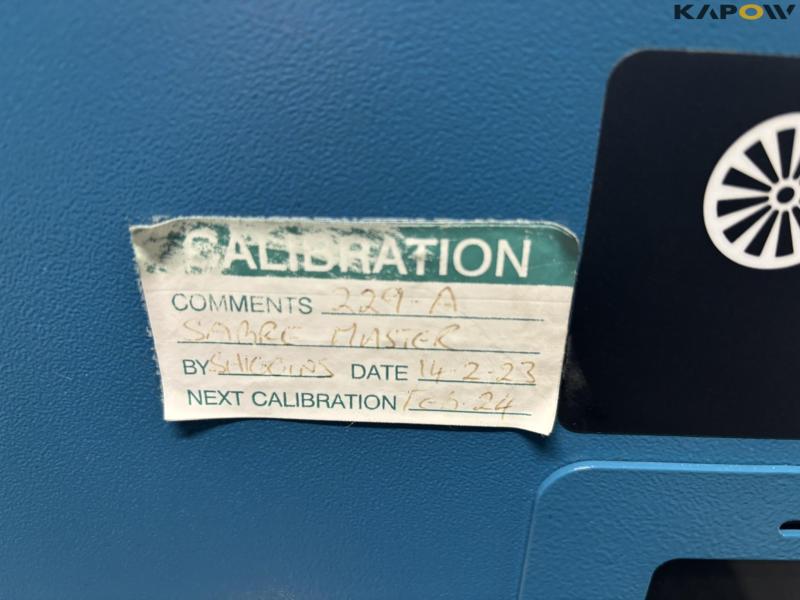 KAPOW
CALIBRATION
COMMENTS 229-A
SABRE MASTER
BY SHIGGINS DATE 14-2-23
NEXT CALIBRATION Feb-24